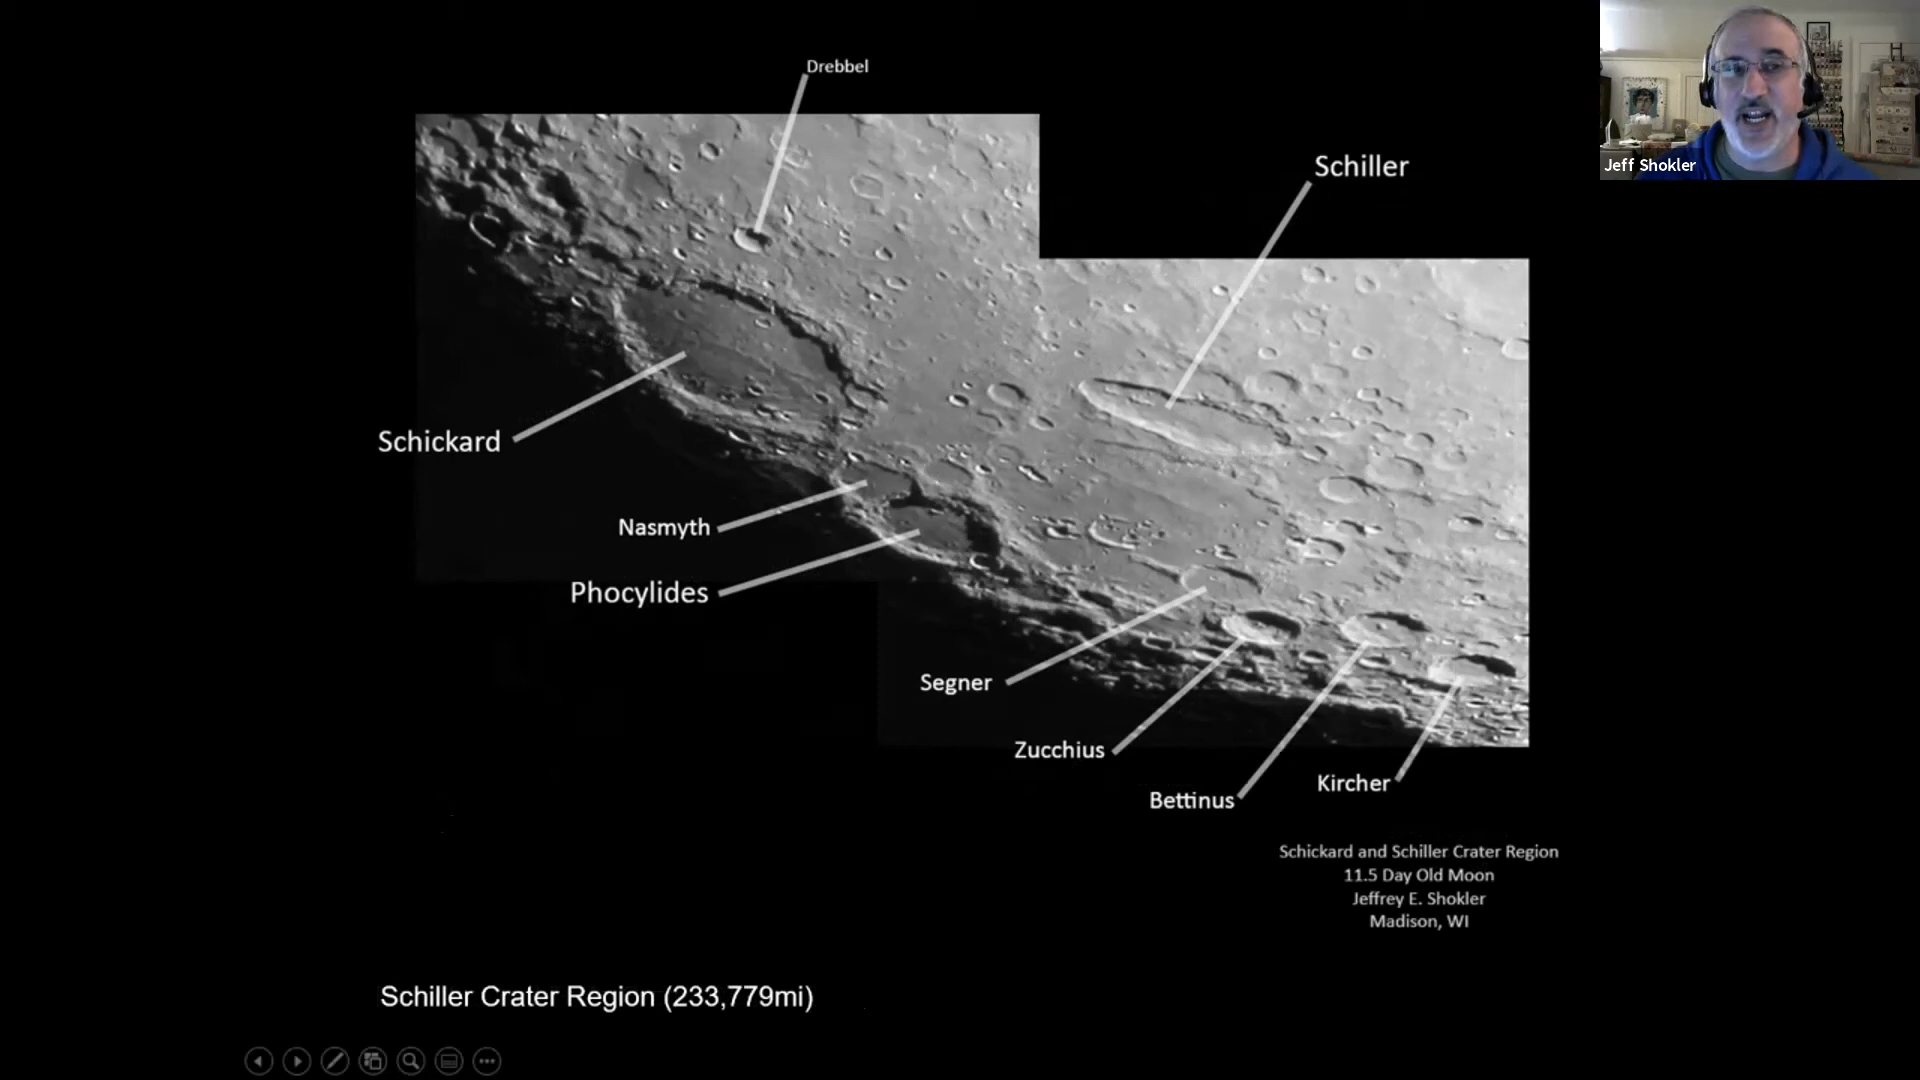 Drebbel
Schiller
Jeff Shokler
Schickard
Nasmyth
Phocylides
Segner
Zucchius
Kircher
Bettinus
Schickard and Schiller Crater Region
11.5 Day Old Moon
Jeffrey E. Shokler
Madison, WI
Schiller Crater Region (233,779mi)